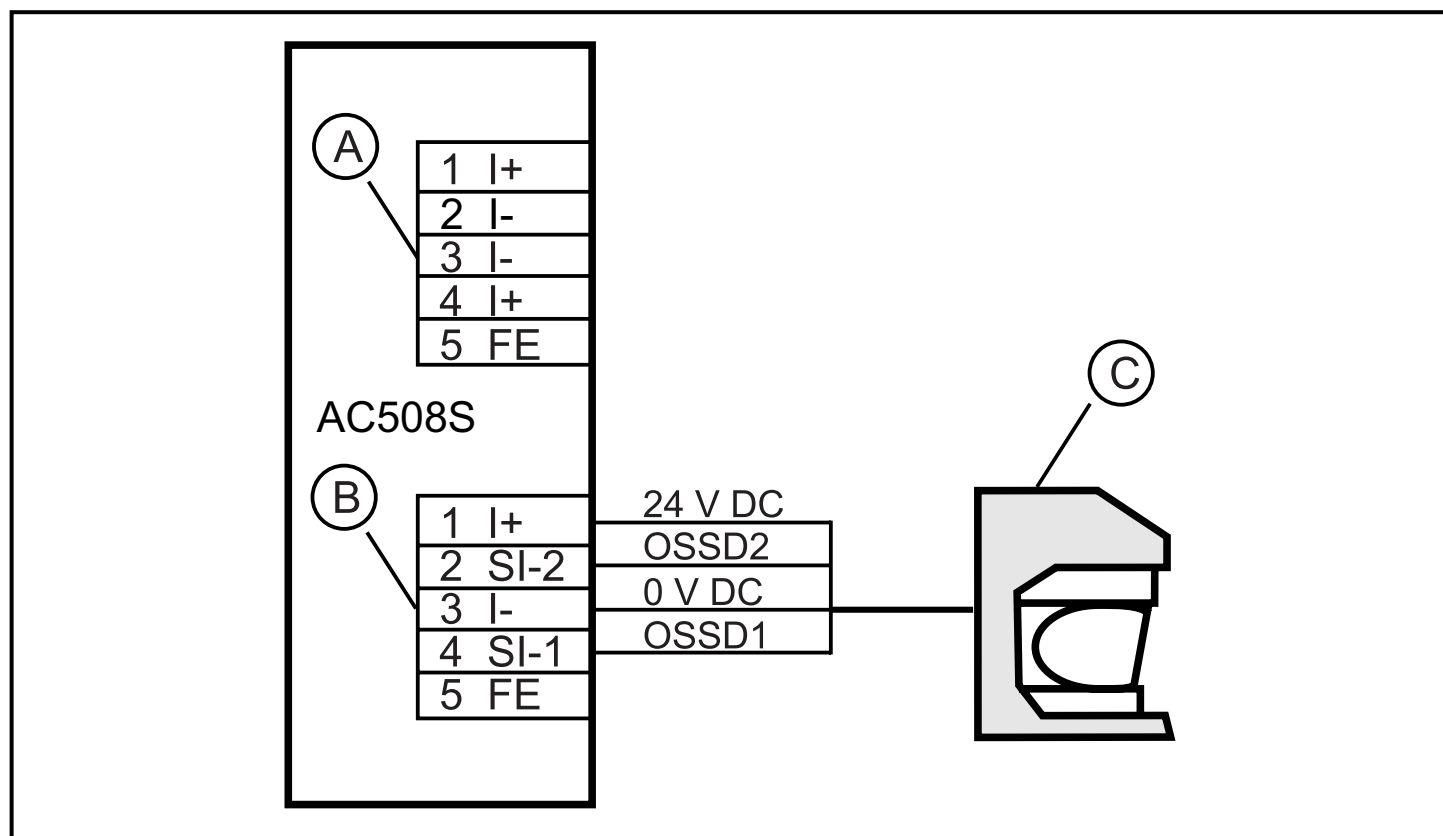 A
1 I+
2 I-
3 I-
4 I+
5 FE
AC508S
B
1 I+
2 SI-2
3 I-
4 SI-1
5 FE
24 V DC
OSSD2
0 V DC
OSSD1
C